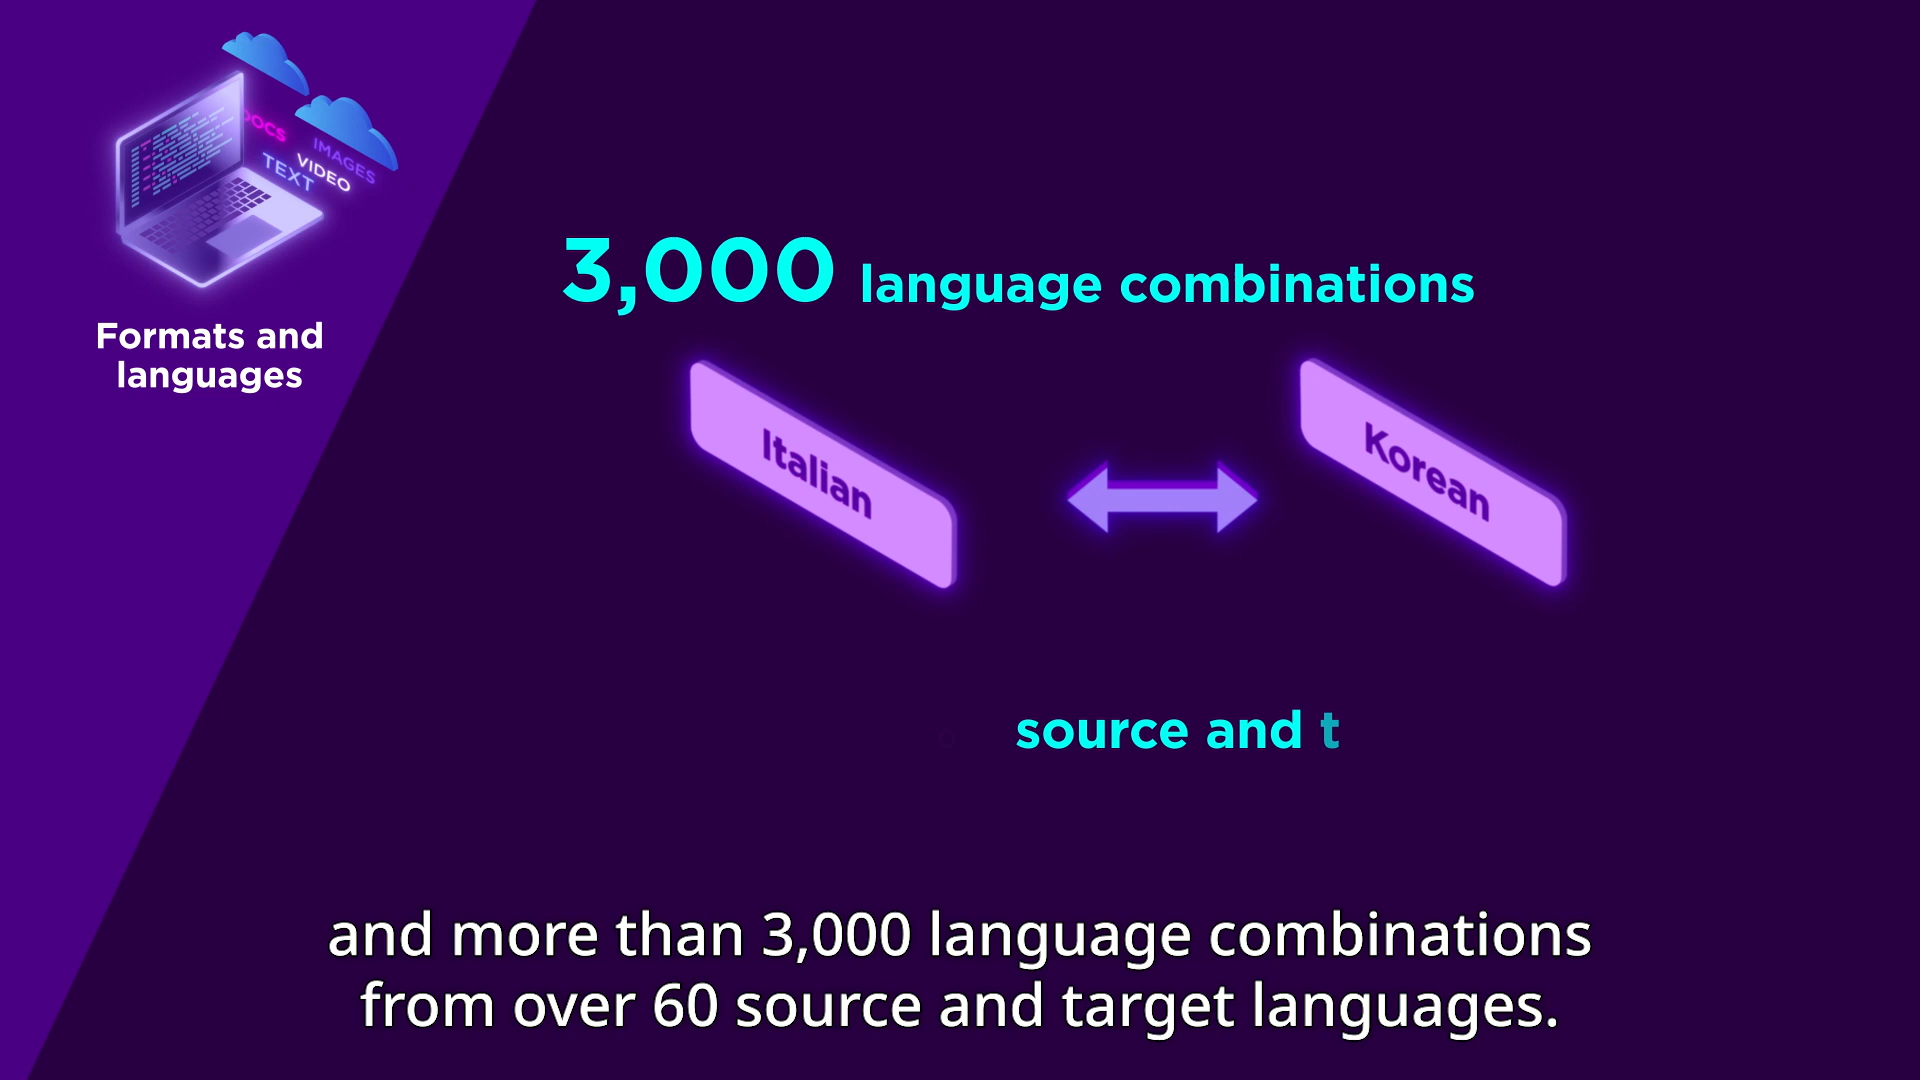 DOCS
IMAGES
VIDEO
TEXT
Formats and
languages
3,000 language combinations
Italian
Korean
source and t
and more than 3,000 language combinations
from over 60 source and target languages.